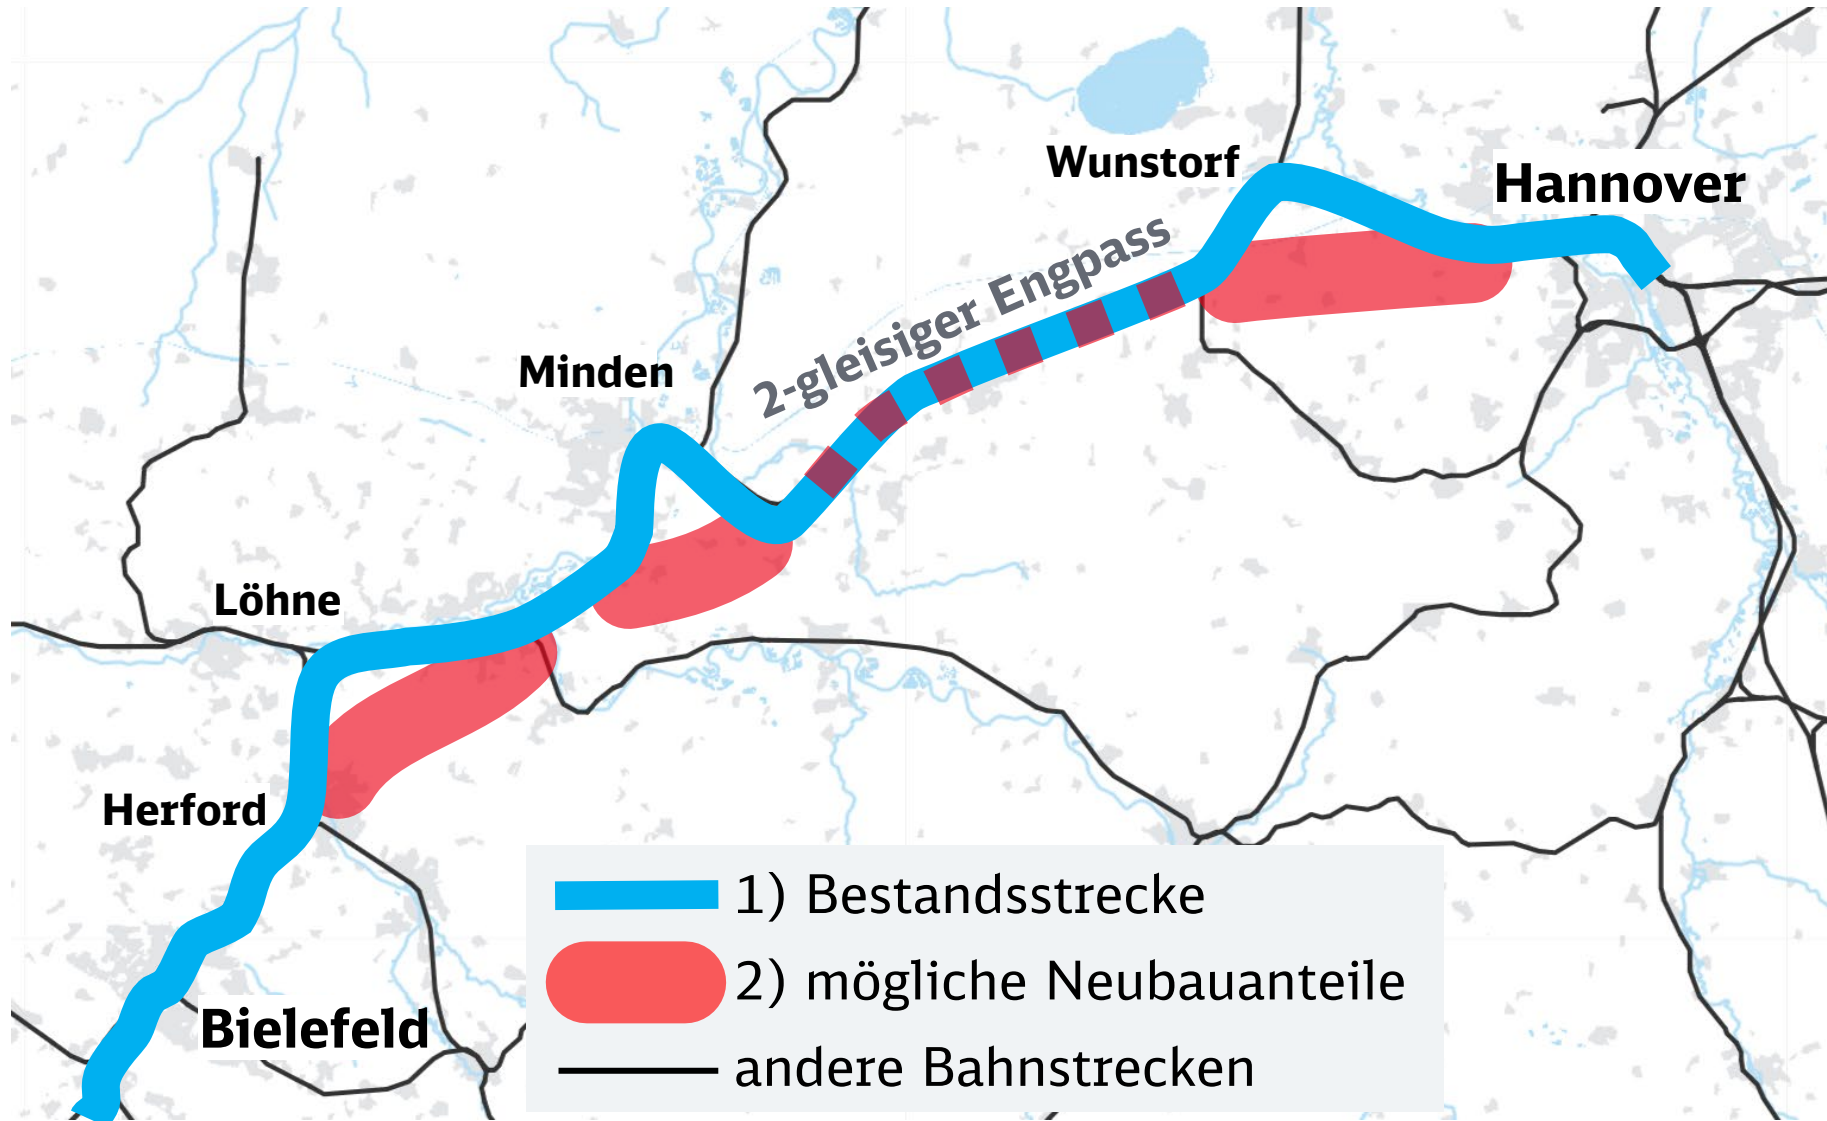 Wunstorf
Hannover
2-gleisiger Engpass
Minden
Löhne
Herford
Bielefeld
1) Bestandsstrecke
2) mögliche Neubauanteile
andere Bahnstrecken